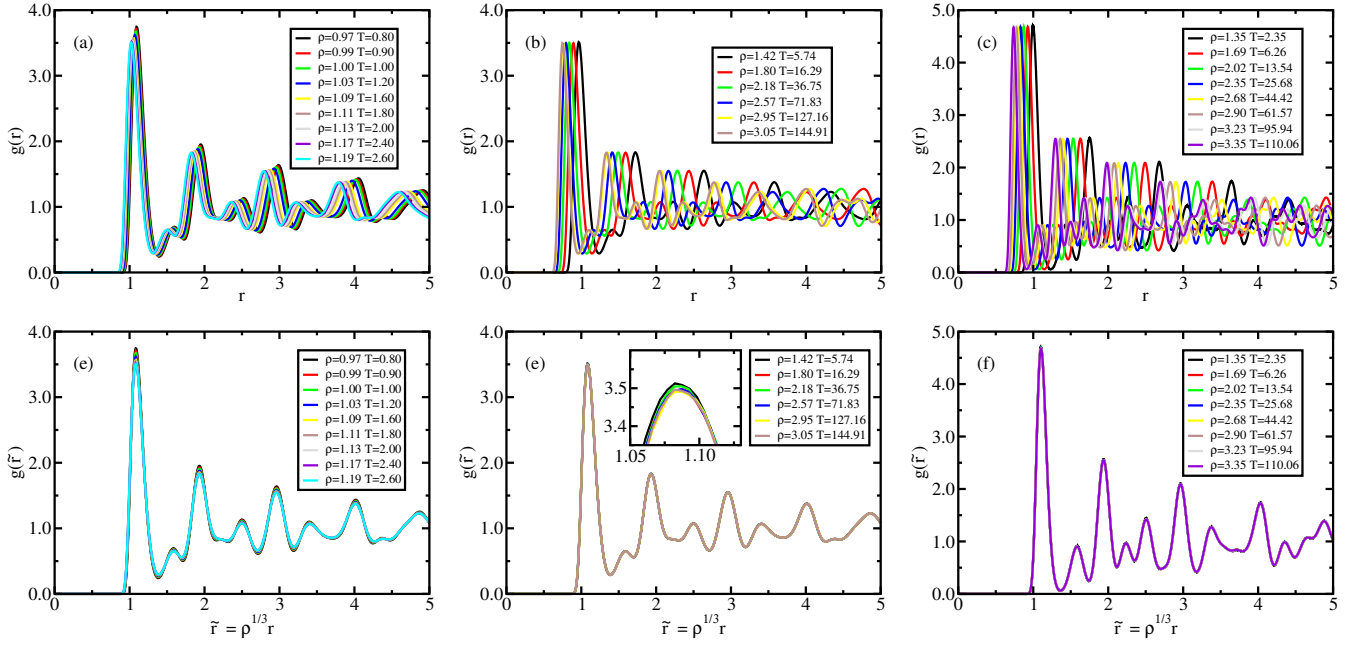 4.0
3.0
2.0
1.0
0.0
g(r)
(a)
ρ=0.97 T=0.80
ρ=0.99 T=0.90
ρ=1.00 T=1.00
ρ=1.03 T=1.20
ρ=1.09 T=1.60
ρ=1.11 T=1.80
ρ=1.13 T=2.00
ρ=1.17 T=2.40
ρ=1.19 T=2.60
0 1 2 3 4 5
r
4.0
3.0
2.0
1.0
0.0
g(r)
(b)
ρ=1.42 T=5.74
ρ=1.80 T=16.29
ρ=2.18 T=36.75
ρ=2.57 T=71.83
ρ=2.95 T=127.16
ρ=3.05 T=144.91
0 1 2 3 4 5
r
5.0
4.0
3.0
2.0
1.0
0.0
g(r)
(c)
ρ=1.35 T=2.35
ρ=1.69 T=6.26
ρ=2.02 T=13.54
ρ=2.35 T=25.68
ρ=2.68 T=44.42
ρ=2.90 T=61.57
ρ=3.23 T=95.94
ρ=3.35 T=110.06
0 1 2 3 4 5
r
4.0
3.0
2.0
1.0
0.0
g(r̃)
(e)
ρ=0.97 T=0.80
ρ=0.99 T=0.90
ρ=1.00 T=1.00
ρ=1.03 T=1.20
ρ=1.09 T=1.60
ρ=1.11 T=1.80
ρ=1.13 T=2.00
ρ=1.17 T=2.40
ρ=1.19 T=2.60
0 1 2 3 4 5
r̃ = ρ^1/3 r
4.0
3.0
2.0
1.0
0.0
g(r̃)
(e)
3.5
3.4
1.05 1.10
ρ=1.42 T=5.74
ρ=1.80 T=16.29
ρ=2.18 T=36.75
ρ=2.57 T=71.83
ρ=2.95 T=127.16
ρ=3.05 T=144.91
0 1 2 3 4 5
r̃ = ρ^1/3 r
5.0
4.0
3.0
2.0
1.0
0.0
g(r̃)
(f)
ρ=1.35 T=2.35
ρ=1.69 T=6.26
ρ=2.02 T=13.54
ρ=2.35 T=25.68
ρ=2.68 T=44.42
ρ=2.90 T=61.57
ρ=3.23 T=95.94
ρ=3.35 T=110.06
0 1 2 3 4 5
r̃ = ρ^1/3 r